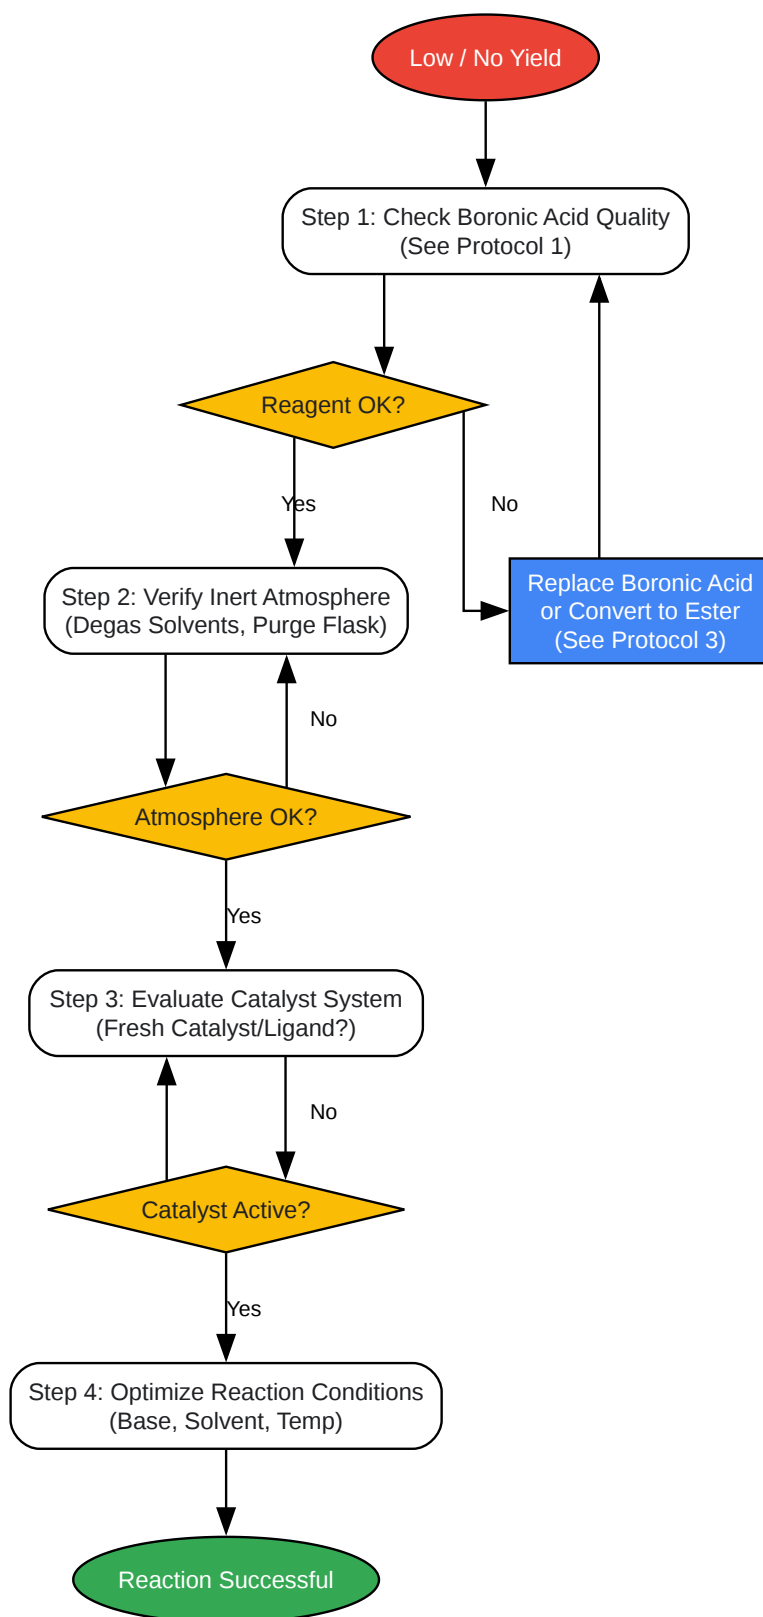 Low / No Yield
Step 1: Check Boronic Acid Quality
(See Protocol 1)
Reagent OK?
Yes
No
Step 2: Verify Inert Atmosphere
(Degas Solvents, Purge Flask)
Replace Boronic Acid
or Convert to Ester
(See Protocol 3)
No
Atmosphere OK?
Yes
Step 3: Evaluate Catalyst System
(Fresh Catalyst/Ligand?)
No
Catalyst Active?
Yes
Step 4: Optimize Reaction Conditions
(Base, Solvent, Temp)
Reaction Successful